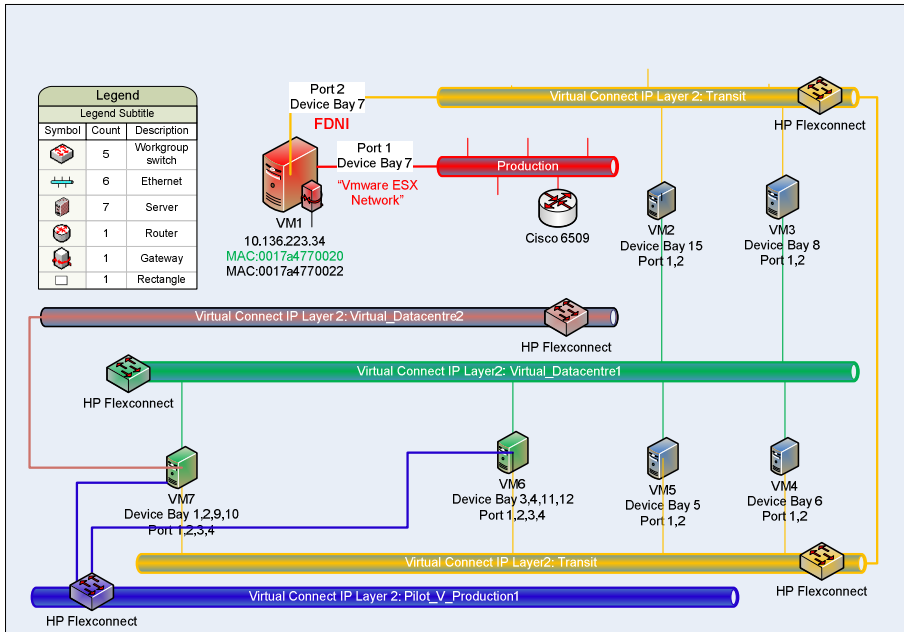 Legend
Legend Subtitle
Symbol Count Description
5 Workgroup switch
6 Ethernet
7 Server
1 Router
1 Gateway
1 Rectangle
Port 2
Device Bay 7
FDNI
Virtual Connect IP Layer 2: Transit
HP Flexconnect
Port 1
Device Bay 7
"Vmware ESX
Network"
Production
Cisco 6509
VM1
10.136.223.34
MAC:0017a4770020
MAC:0017a4770022
VM2
Device Bay 15
Port 1,2
VM3
Device Bay 8
Port 1,2
Virtual Connect IP Layer 2: Virtual_Datacentre2
HP Flexconnect
Virtual Connect IP Layer2: Virtual_Datacentre1
HP Flexconnect
VM7
Device Bay 1,2,9,10
Port 1,2,3,4
VM6
Device Bay 3,4,11,12
Port 1,2,3,4
VM5
Device Bay 5
Port 1,2
VM4
Device Bay 6
Port 1,2
Virtual Connect IP Layer2: Transit
HP Flexconnect
Virtual Connect IP Layer 2: Pilot_V_Production1
HP Flexconnect